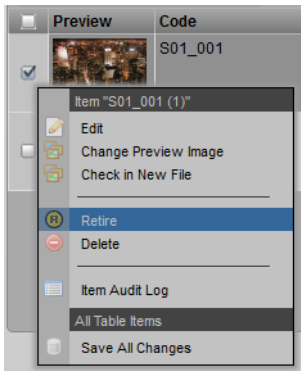 Preview Code
S01_001
Item "S01_001 (1)"
Edit
Change Preview Image
Check in New File
R Retire
Delete
Item Audit Log
All Table Items
Save All Changes